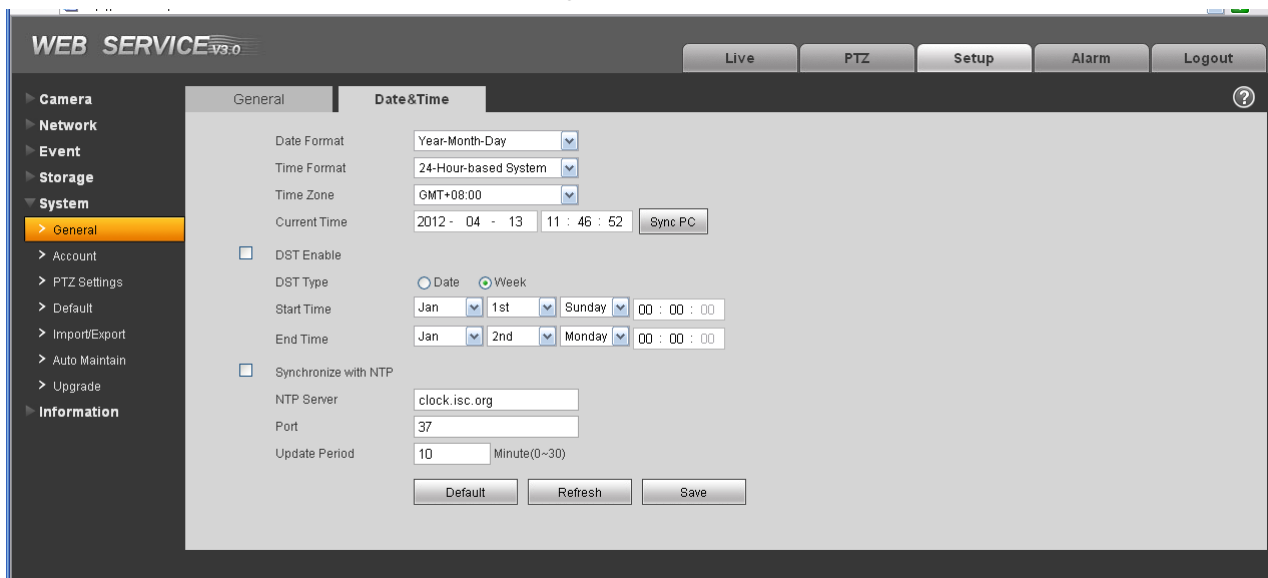 WEB SERVICE V3.0
Live PTZ Setup Alarm Logout
Camera
Network
Event
Storage
System
General
Account
PTZ Settings
Default
Import/Export
Auto Maintain
Upgrade
Information
General Date&Time ?
Date Format Year-Month-Day
Time Format 24-Hour-based System
Time Zone GMT+08:00
Current Time 2012 - 04 - 13 11 : 46 : 52 Sync PC
DST Enable
DST Type Date Week
Start Time Jan 1st Sunday 00 : 00 : 00
End Time Jan 2nd Monday 00 : 00 : 00
Synchronize with NTP
NTP Server clock.isc.org
Port 37
Update Period 10 Minute(0~30)
Default Refresh Save